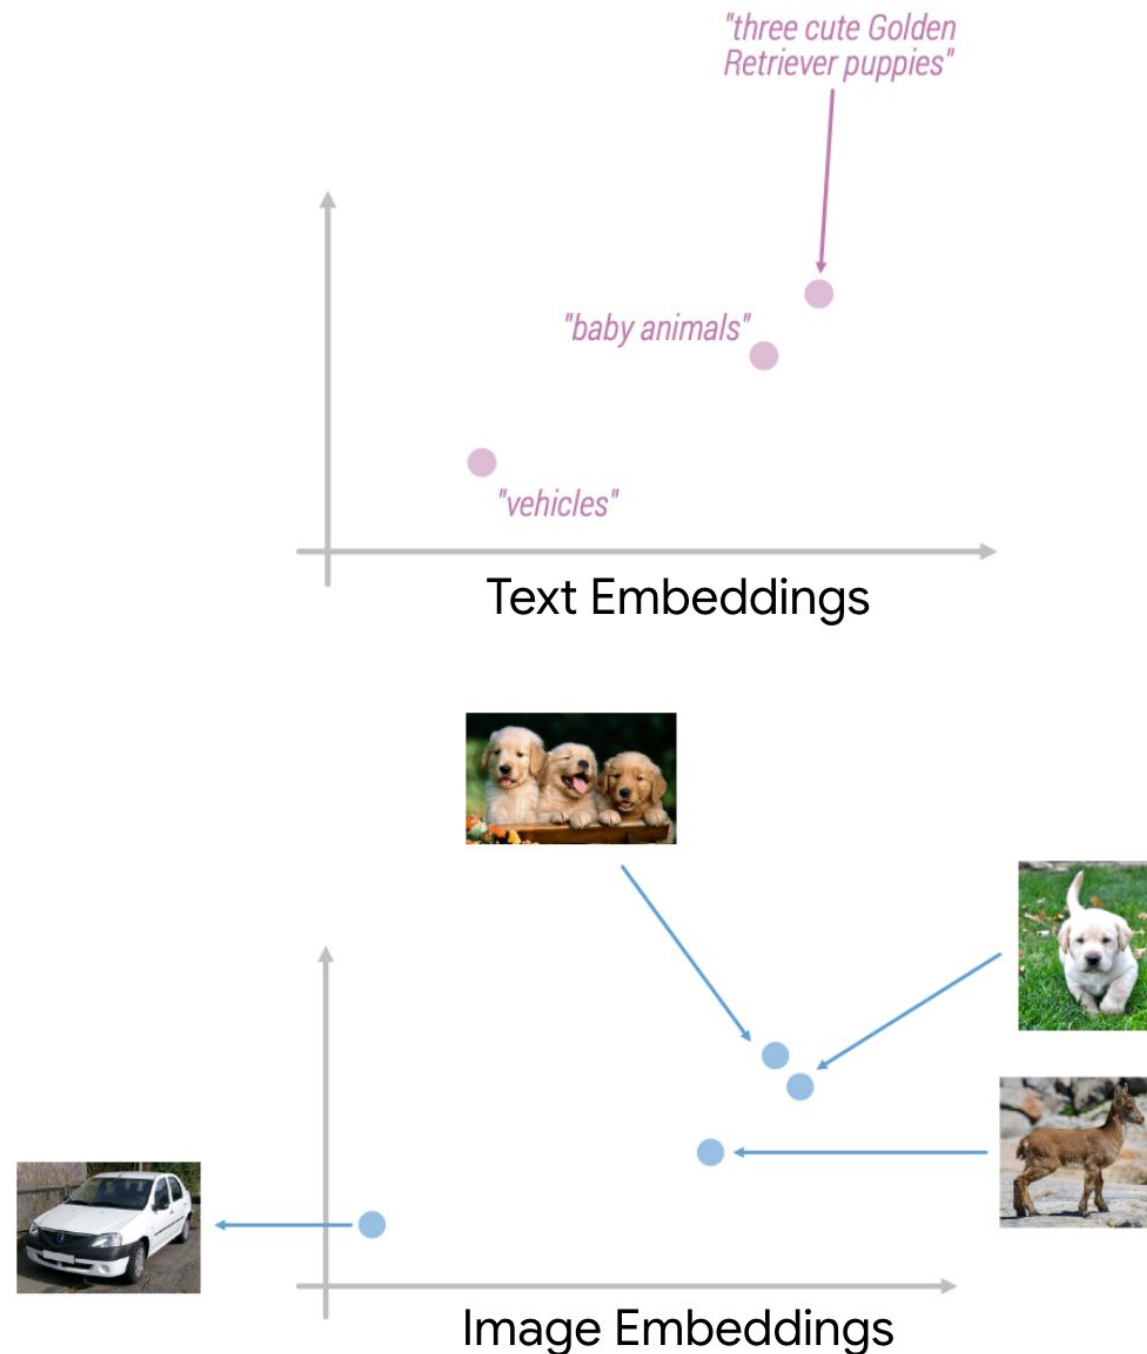 "three cute Golden
Retriever puppies"
"baby animals"
"vehicles"
Text Embeddings
Image Embeddings